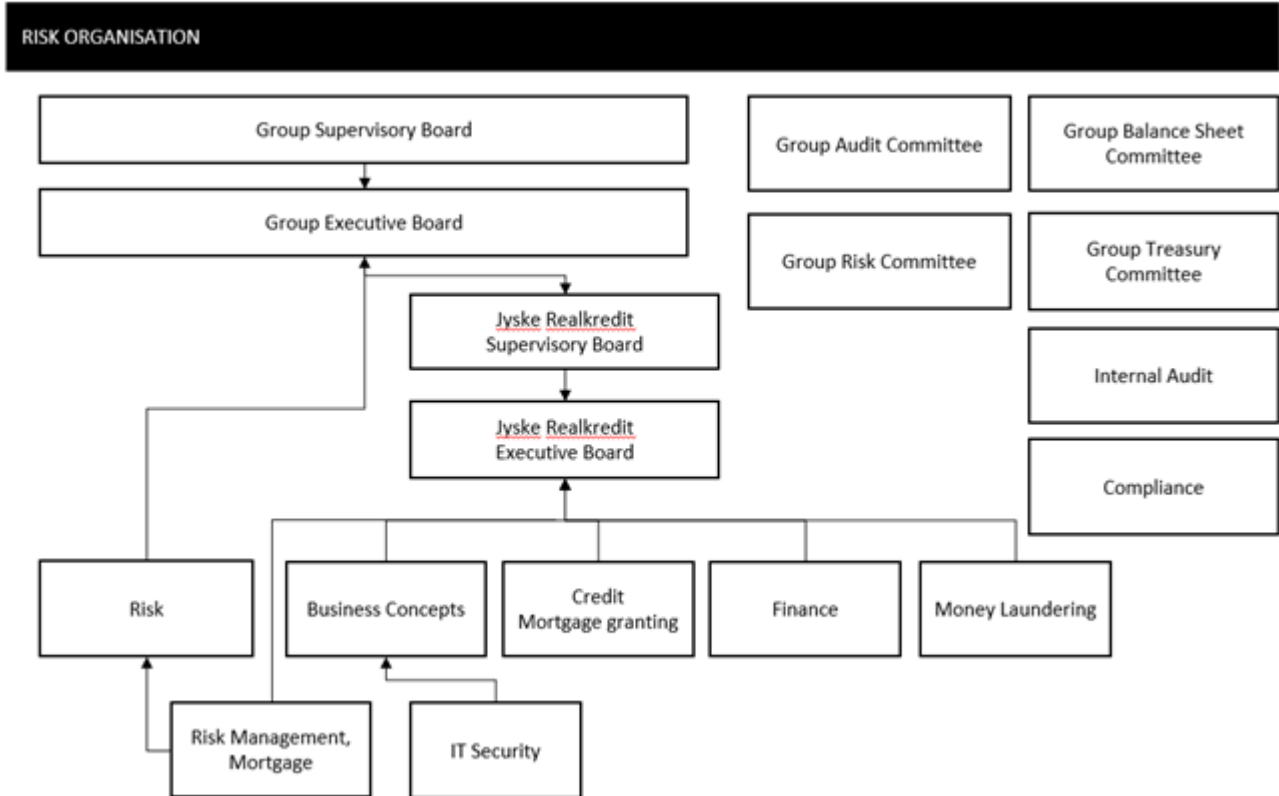 RISK ORGANISATION
Group Supervisory Board
Group Executive Board
Group Audit Committee
Group Balance Sheet
Committee
Group Risk Committee
Group Treasury
Committee
Jyske Realkredit
Supervisory Board
Internal Audit
Jyske Realkredit
Executive Board
Compliance
Risk
Business Concepts
Credit
Mortgage granting
Finance
Money Laundering
Risk Management,
Mortgage
IT Security